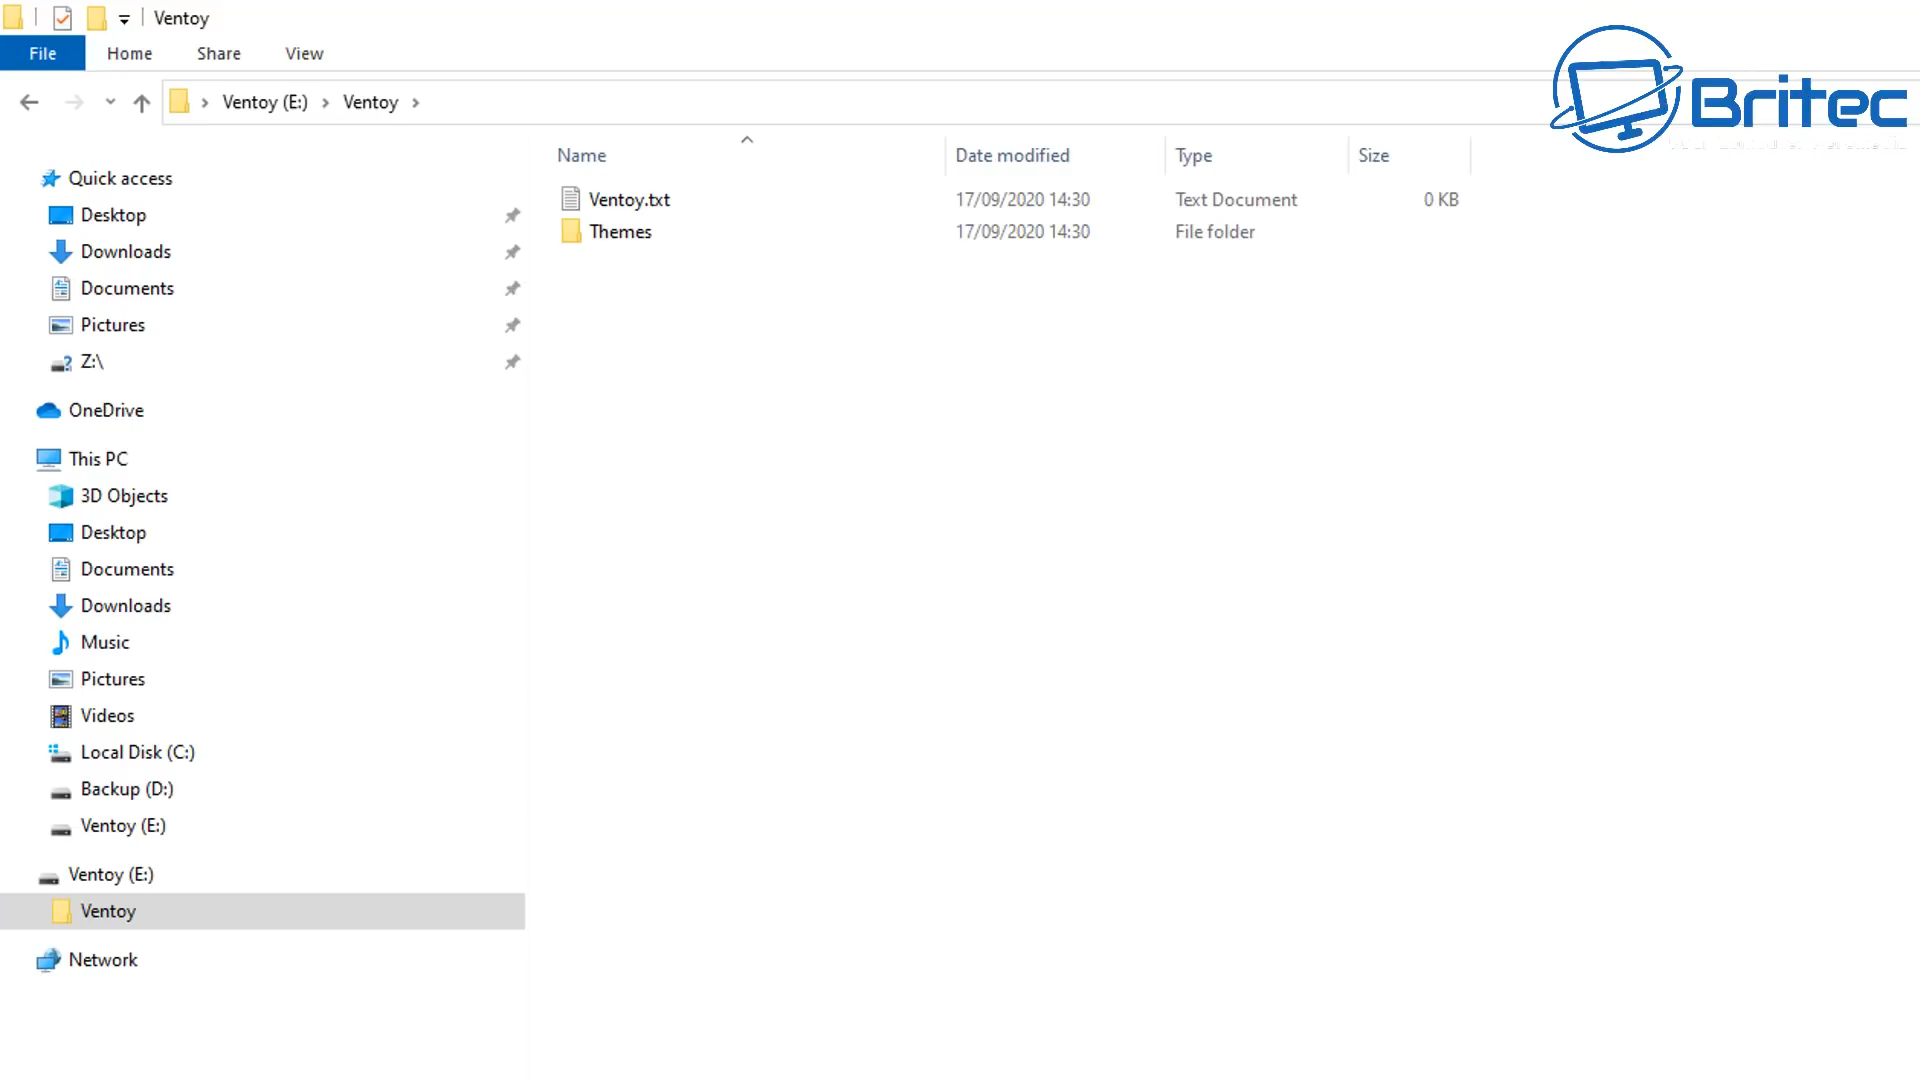 Ventoy
File Home Share View
Ventoy (E:) Ventoy
Britec
Name Date modified Type Size
Quick access
Ventoy.txt 17/09/2020 14:30 Text Document 0 KB
Desktop
Themes 17/09/2020 14:30 File folder
Downloads
Documents
Pictures
Z:\
OneDrive
This PC
3D Objects
Desktop
Documents
Downloads
Music
Pictures
Videos
Local Disk (C:)
Backup (D:)
Ventoy (E:)
Ventoy (E:)
Ventoy
Network